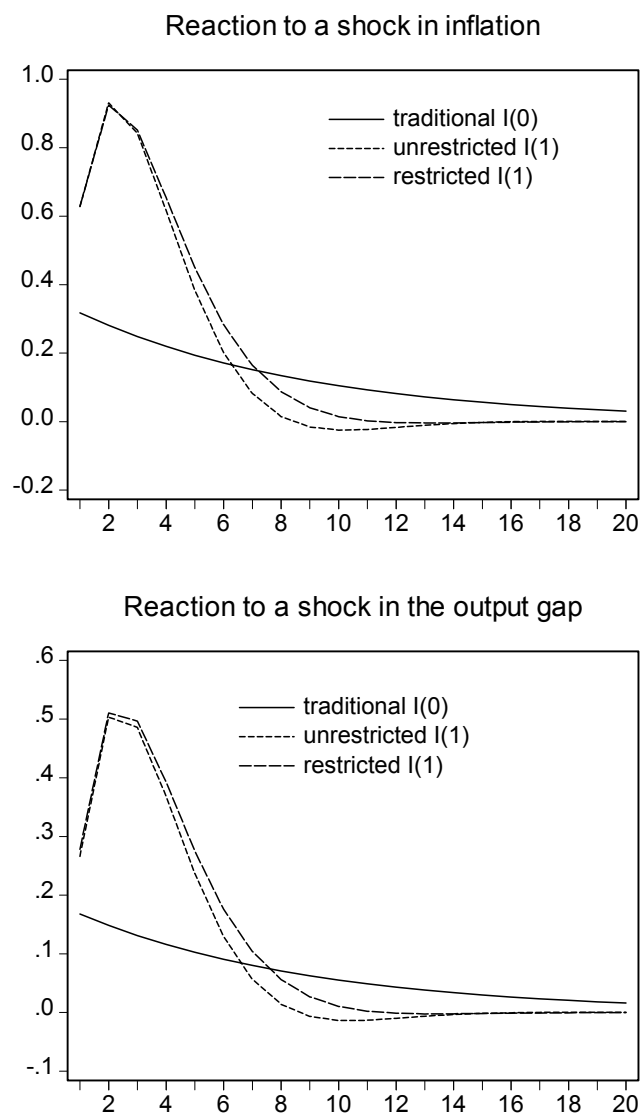 Reaction to a shock in inflation
1.0
0.8
0.6
0.4
0.2
0.0
-0.2
traditional I(0)
unrestricted I(1)
restricted I(1)
2 4 6 8 10 12 14 16 18 20
Reaction to a shock in the output gap
.6
.5
.4
.3
.2
.1
.0
-.1
traditional I(0)
unrestricted I(1)
restricted I(1)
2 4 6 8 10 12 14 16 18 20